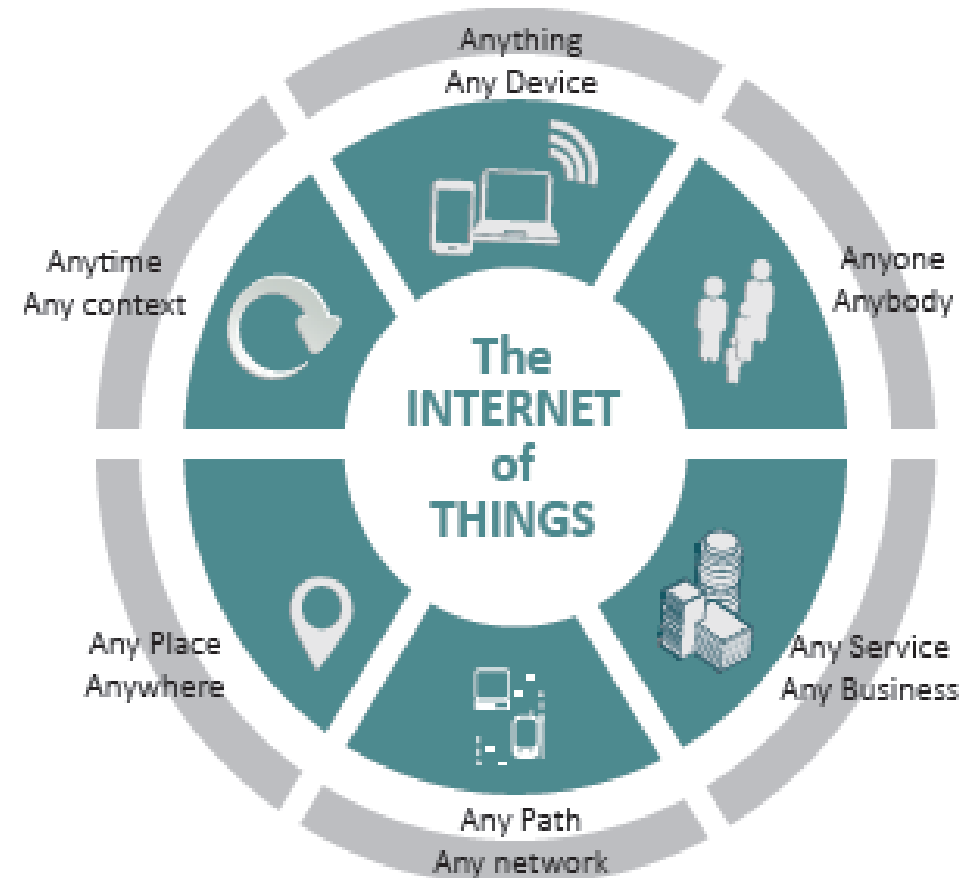 Anything
Any Device
Anyone
Anybody
Any Service
Any Business
Any Path
Any network
Any Place
Anywhere
Anytime
Any context
The
INTERNET
of
THINGS